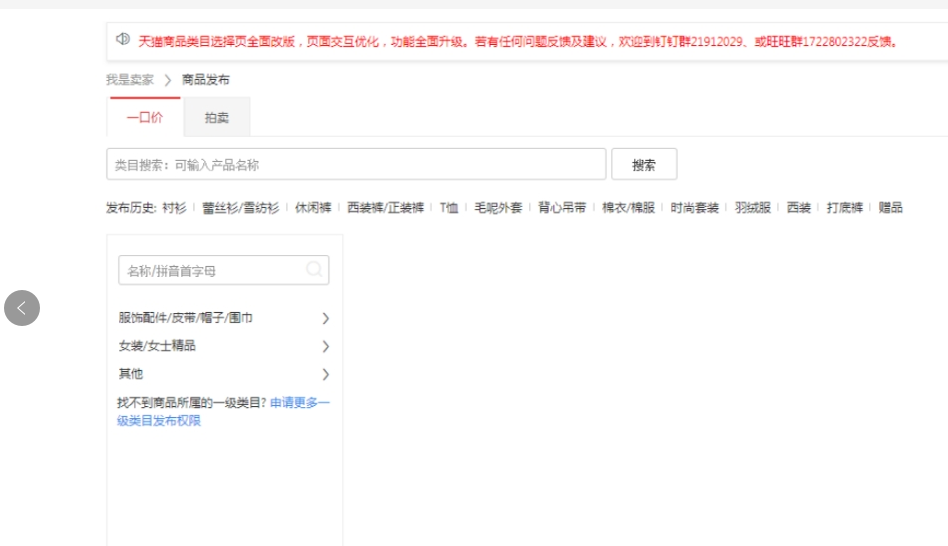 天猫商品类目选择页全面改版，页面交互优化，功能全面升级。若有任何问题反馈及建议，欢迎到钉钉群21912029、或旺旺群1722802322反馈。
我是卖家 > 商品发布
一口价 拍卖
类目搜索：可输入产品名称 搜索
发布历史: 衬衫 | 蕾丝衫/雪纺衫 | 休闲裤 | 西装裤/正装裤 | T恤 | 毛呢外套 | 背心吊带 | 棉衣/棉服 | 时尚套装 | 羽绒服 | 西装 | 打底裤 | 赠品
名称/拼音首字母
服饰配件/皮带/帽子/围巾
女装/女士精品
其他
找不到商品所属的一级类目? 申请更多一
级类目发布权限